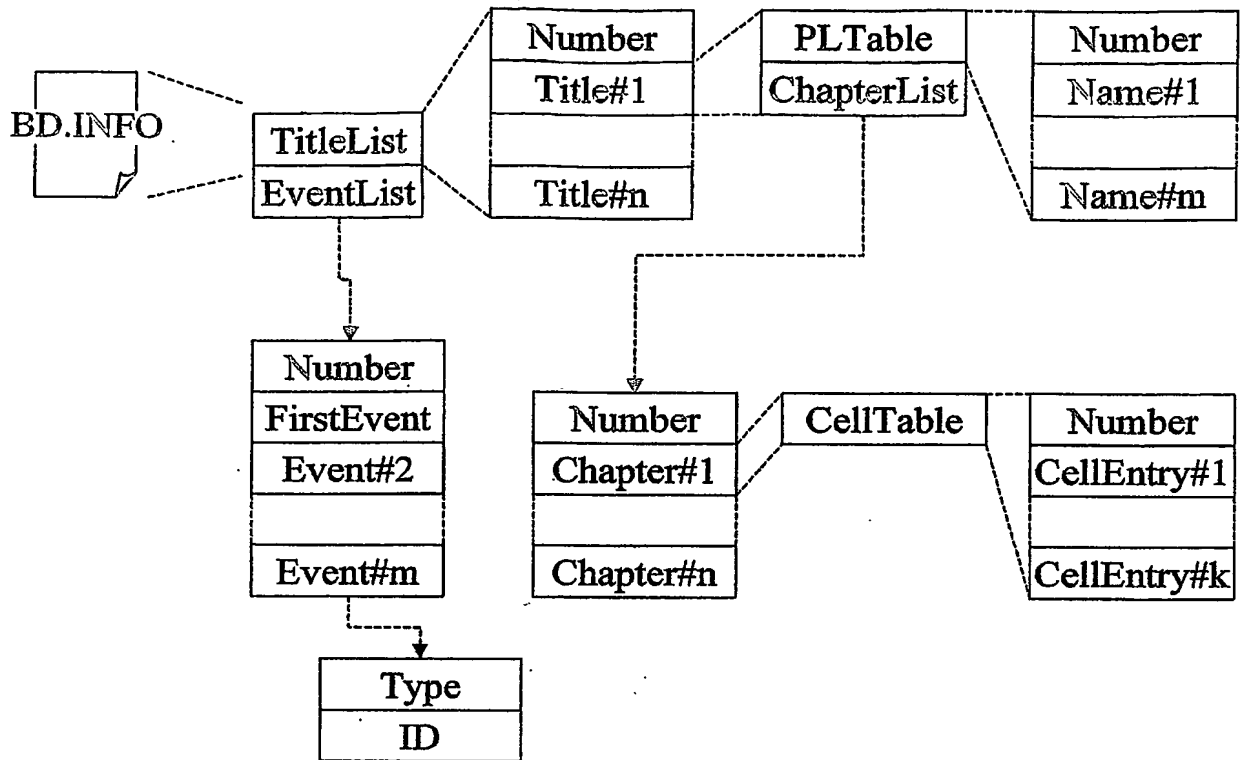 BD.INFO
TitleList
EventList
Number
Title#1
Title#n
PLTable
ChapterList
Number
Name#1
Name#m
Number
FirstEvent
Event#2
Event#m
Type
ID
Number
Chapter#1
Chapter#n
CellTable
Number
CellEntry#1
CellEntry#k